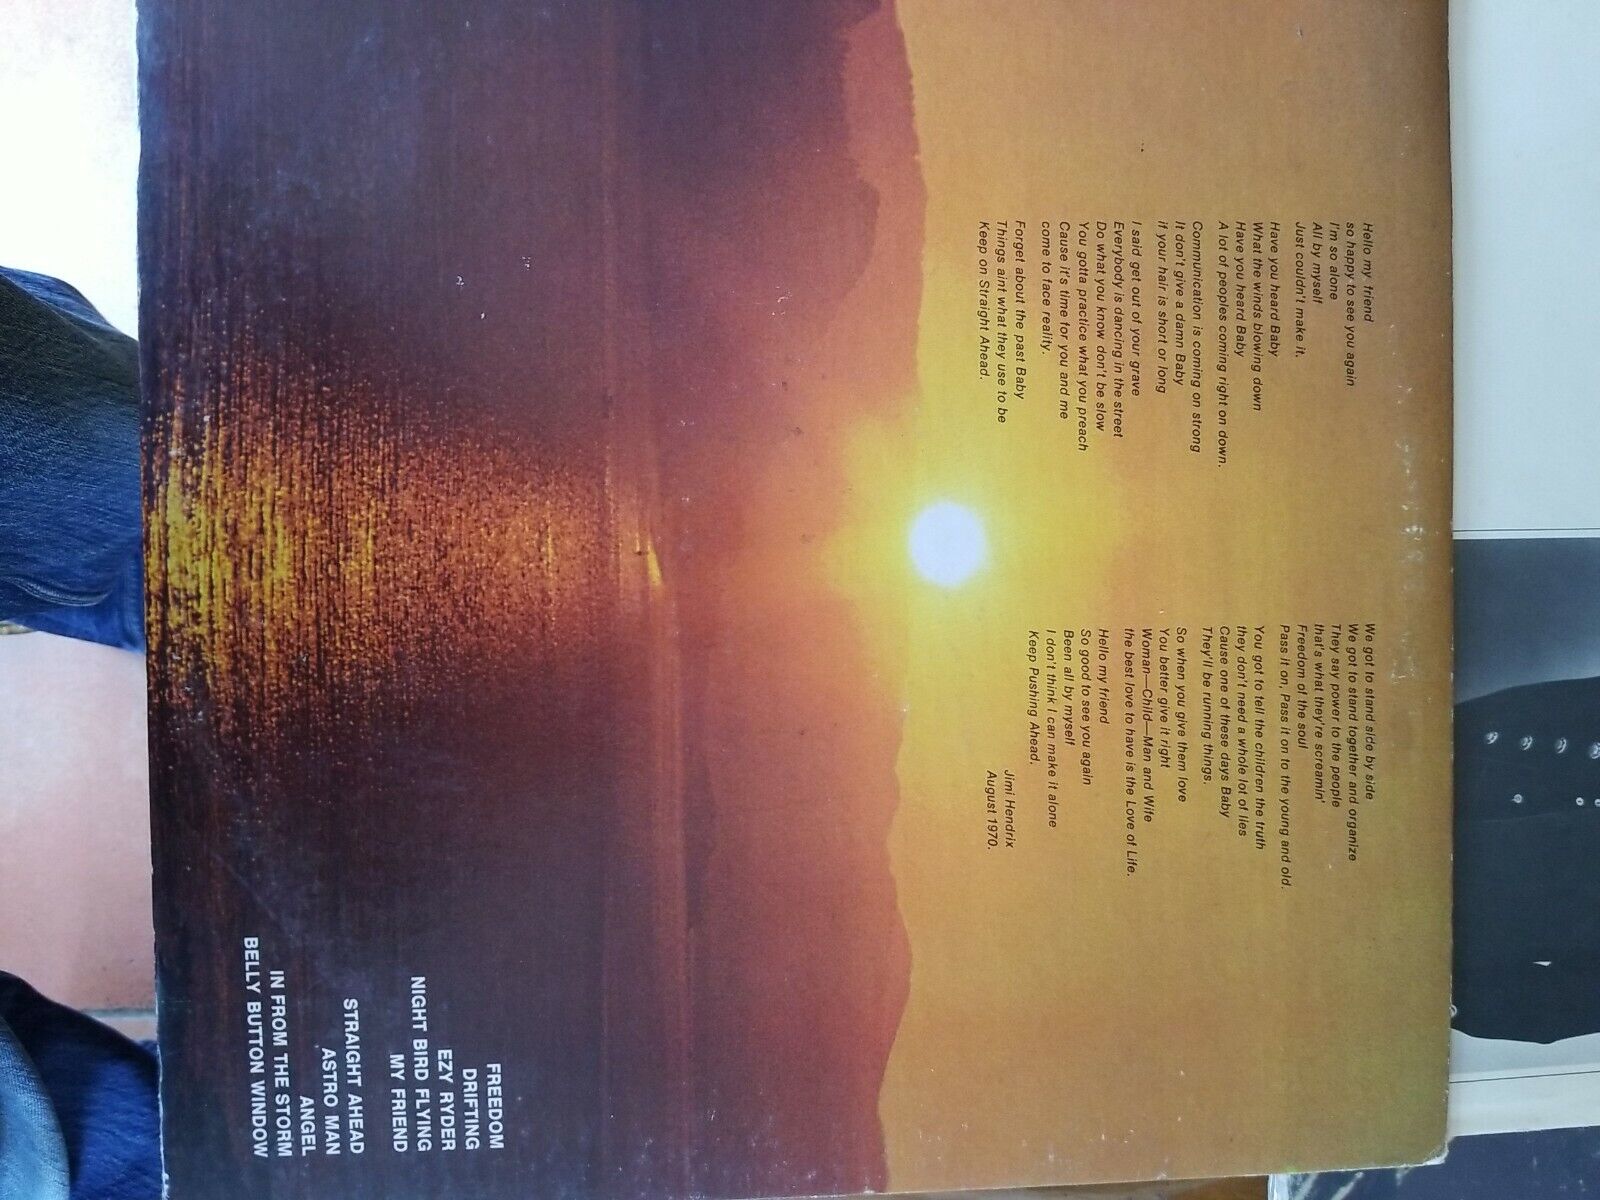 Hello my friend
so happy to see you again
I'm so alone
All by myself
Just couldn't make it.
Have you heard Baby
What the winds blowing down
Have you heard Baby
A lot of peoples coming right on down.
Communication is coming on strong
It don't give a damn Baby
if your hair is short or long
I said get out of your grave
Everybody is dancing in the street
Do what you know don't be slow
You gotta practice what you preach
Cause it's time for you and me
come to face reality.
Forget about the past Baby
Things aint what they use to be
Keep on Straight Ahead.
We got to stand side by side
We got to stand together and organize
They say power to the people
that's what they're screamin'
Freedom of the soul
Pass it on, Pass it on to the young and old.
You got to tell the children the truth
they don't need a whole lot of lies
Cause one of these days Baby
They'll be running things.
So when you give them love
You better give it right
Woman—Child—Man and Wife
the best love to have is the Love of Life.
Hello my friend
So good to see you again
Been all by myself
I don't think I can make it alone
Keep Pushing Ahead.
Jimi Hendrix
August 1970.
FREEDOM
DRIFTING
EZY RYDER
NIGHT BIRD FLYING
MY FRIEND
STRAIGHT AHEAD
ASTRO MAN
ANGEL
IN FROM THE STORM
BELLY BUTTON WINDOW